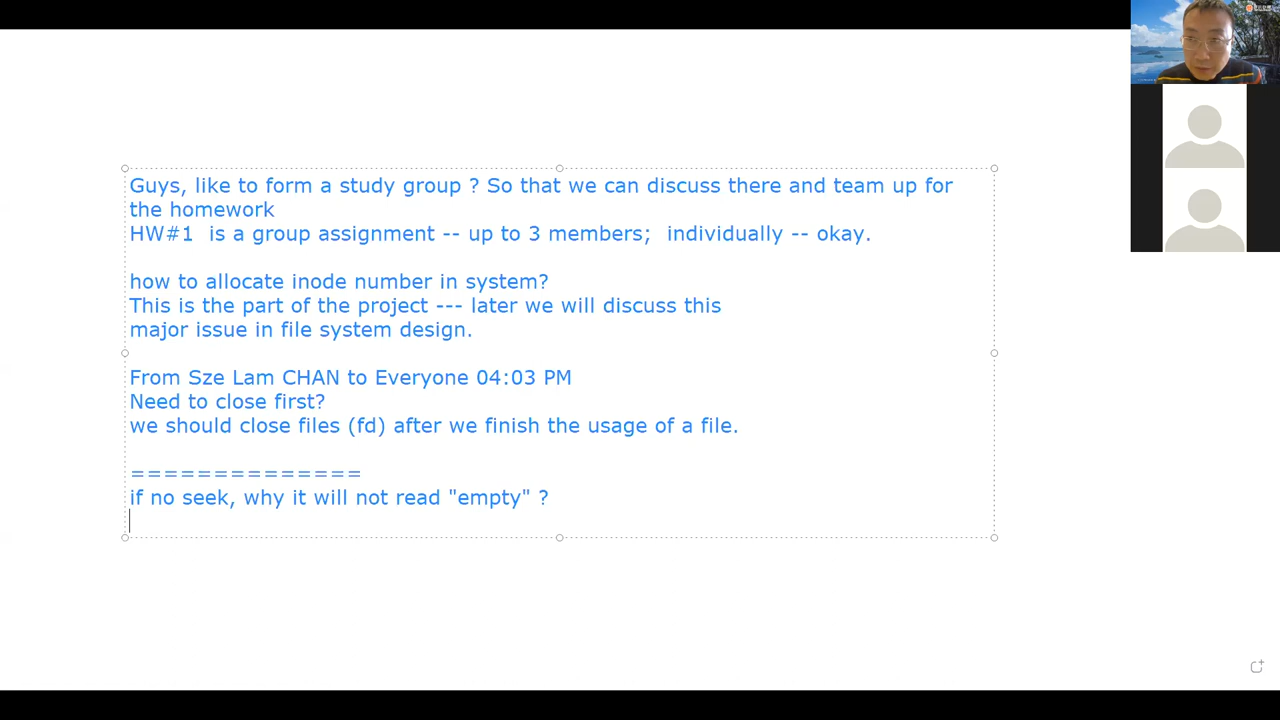 Guys, like to form a study group ? So that we can discuss there and team up for
the homework
HW#1  is a group assignment -- up to 3 members;  individually -- okay.
how to allocate inode number in system?
This is the part of the project --- later we will discuss this
major issue in file system design.
From Sze Lam CHAN to Everyone 04:03 PM
Need to close first?
we should close files (fd) after we finish the usage of a file.
==============
if no seek, why it will not read "empty" ?